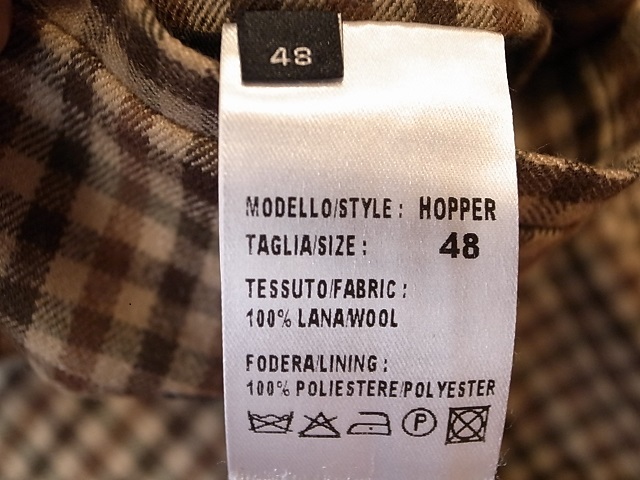 48
MODELLO/STYLE: HOPPER
TAGLIA/SIZE: 48
TESSUTO/FABRIC:
100% LANA/WOOL
FODERA/LINING:
100% POLIESTERE/POLYESTER
P